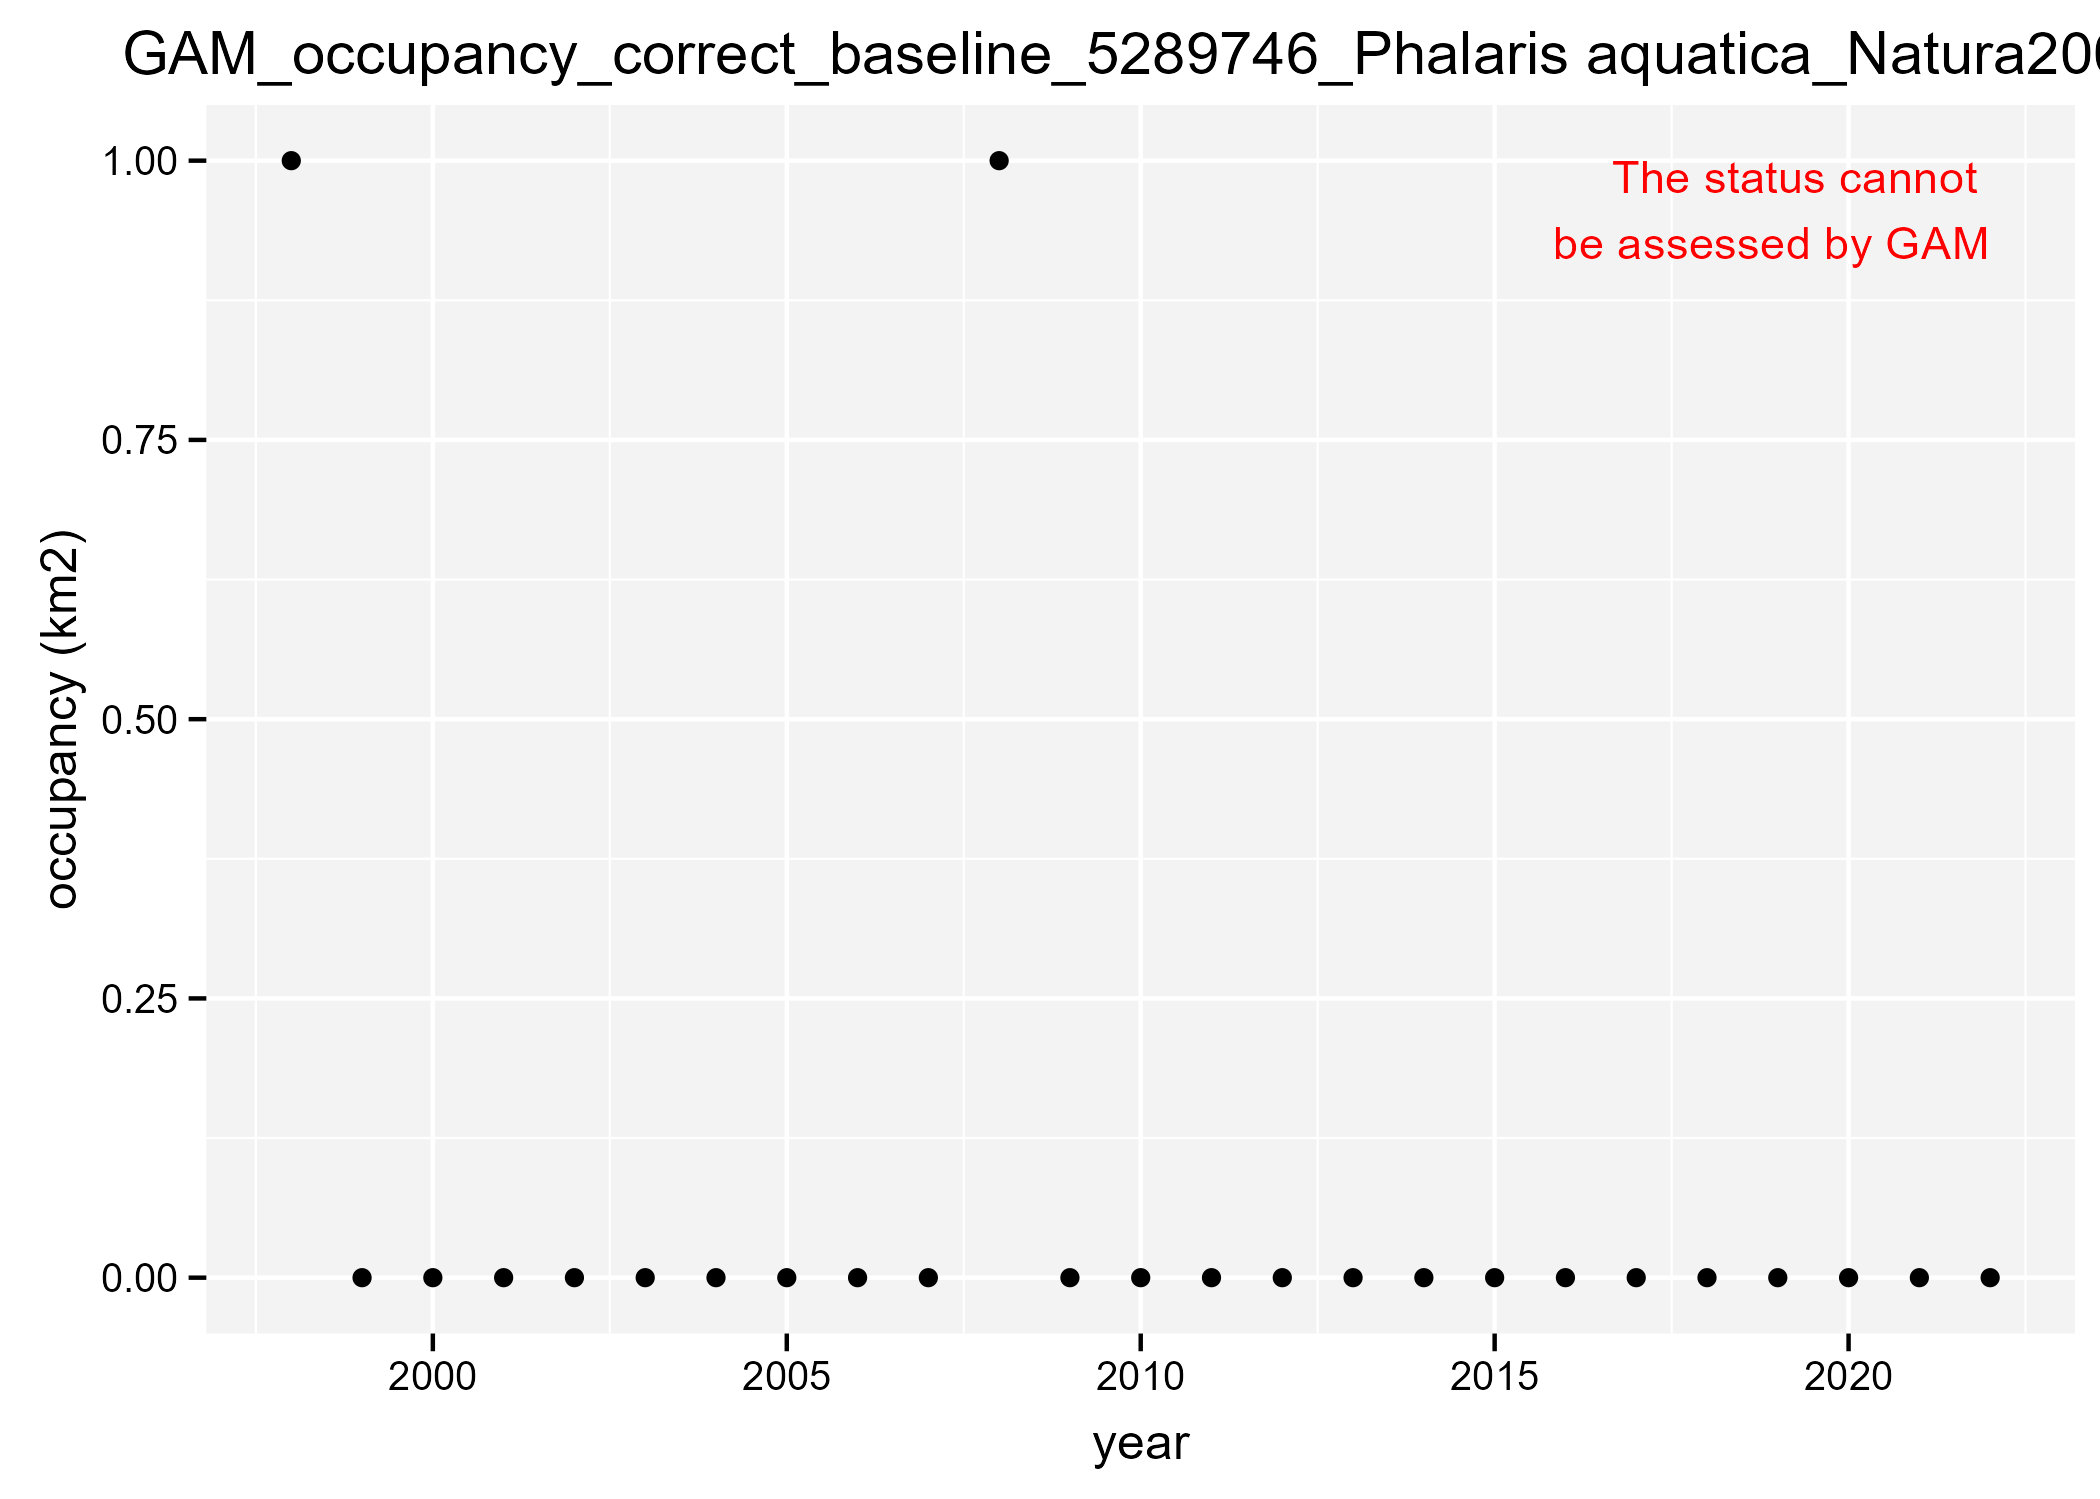 GAM_occupancy_correct_baseline_5289746_Phalaris aquatica_Natura200
1.00
The status cannot
be assessed by GAM
0.75
0.50
0.25
0.00
occupancy (km2)
2000 2005 2010 2015 2020
year